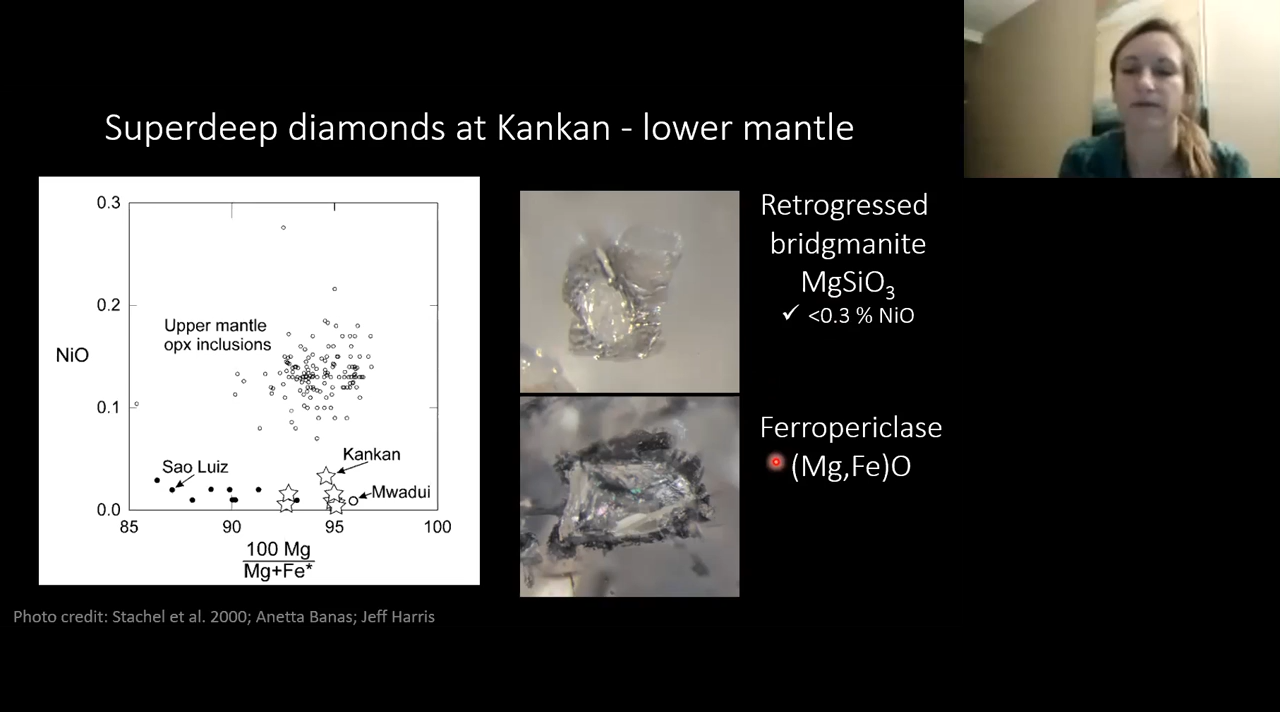 Superdeep diamonds at Kankan - lower mantle
0.3
0.2
0.1
0.0
NiO
Upper mantle
opx inclusions
Sao Luiz
Kankan
Mwadui
85
90
95
100
100 Mg
Mg+Fe*
Retrogressed
bridgmanite
MgSiO₃
✓ <0.3 % NiO
Ferropericlase
(Mg,Fe)O
Photo credit: Stachel et al. 2000; Anetta Banas; Jeff Harris